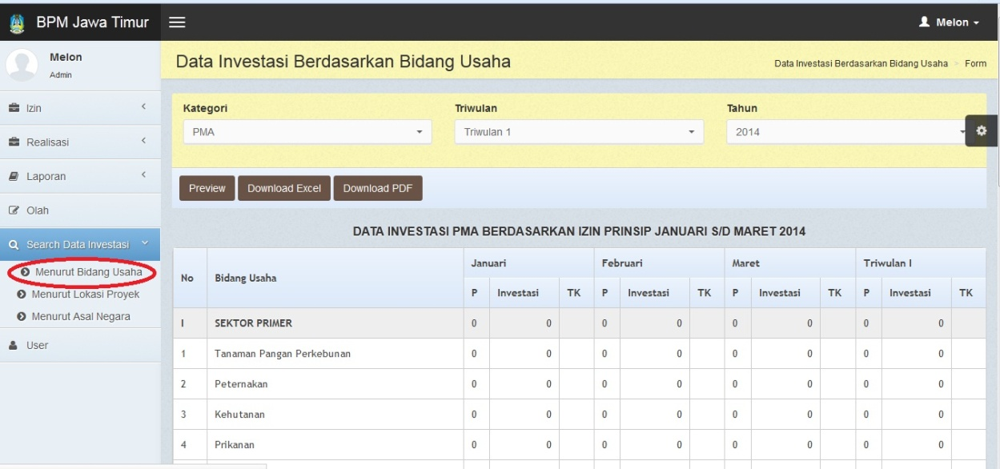 BPM Jawa Timur
Melon
Melon
Admin
Izin
Realisasi
Laporan
Olah
Search Data Investasi
Menurut Bidang Usaha
Menurut Lokasi Proyek
Menurut Asal Negara
User
Data Investasi Berdasarkan Bidang Usaha
Data Investasi Berdasarkan Bidang Usaha > Form
Kategori Triwulan Tahun
PMA Triwulan 1 2014
Preview Download Excel Download PDF
DATA INVESTASI PMA BERDASARKAN IZIN PRINSIP JANUARI S/D MARET 2014
No Bidang Usaha Januari Februari Maret Triwulan I
P Investasi TK P Investasi TK P Investasi TK P Investasi TK
I SEKTOR PRIMER 0 0 0 0 0 0 0 0
1 Tanaman Pangan Perkebunan 0 0 0 0 0 0 0 0
2 Peternakan 0 0 0 0 0 0 0 0
3 Kehutanan 0 0 0 0 0 0 0 0
4 Prikanan 0 0 0 0 0 0 0 0